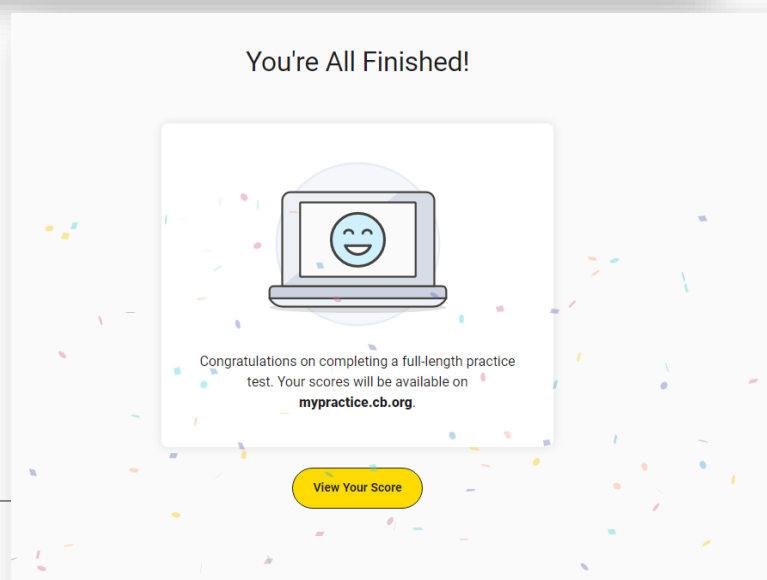 You're All Finished!
Congratulations on completing a full-length practice
test. Your scores will be available on
mypractice.cb.org.
View Your Score